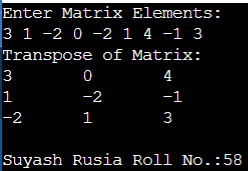 Enter Matrix Elements:
3 1 -2 0 -2 1 4 -1 3
Transpose of Matrix:
3 0 4
1 -2 -1
-2 1 3
Suyash Rusia Roll No.:58